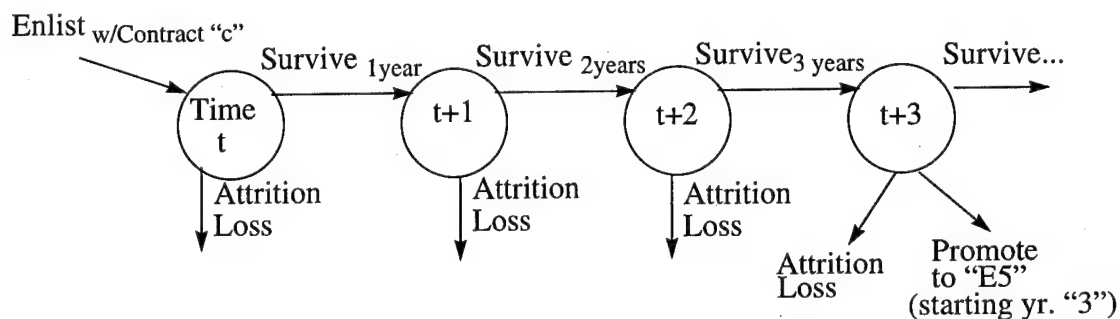 Enlist w/Contract "c"
Survive 1year
Survive 2years
Survive 3 years
Survive...
Time
t
t+1
t+2
t+3
Attrition
Loss
Attrition
Loss
Attrition
Loss
Attrition
Loss
Promote
to "E5"
(starting yr. "3")